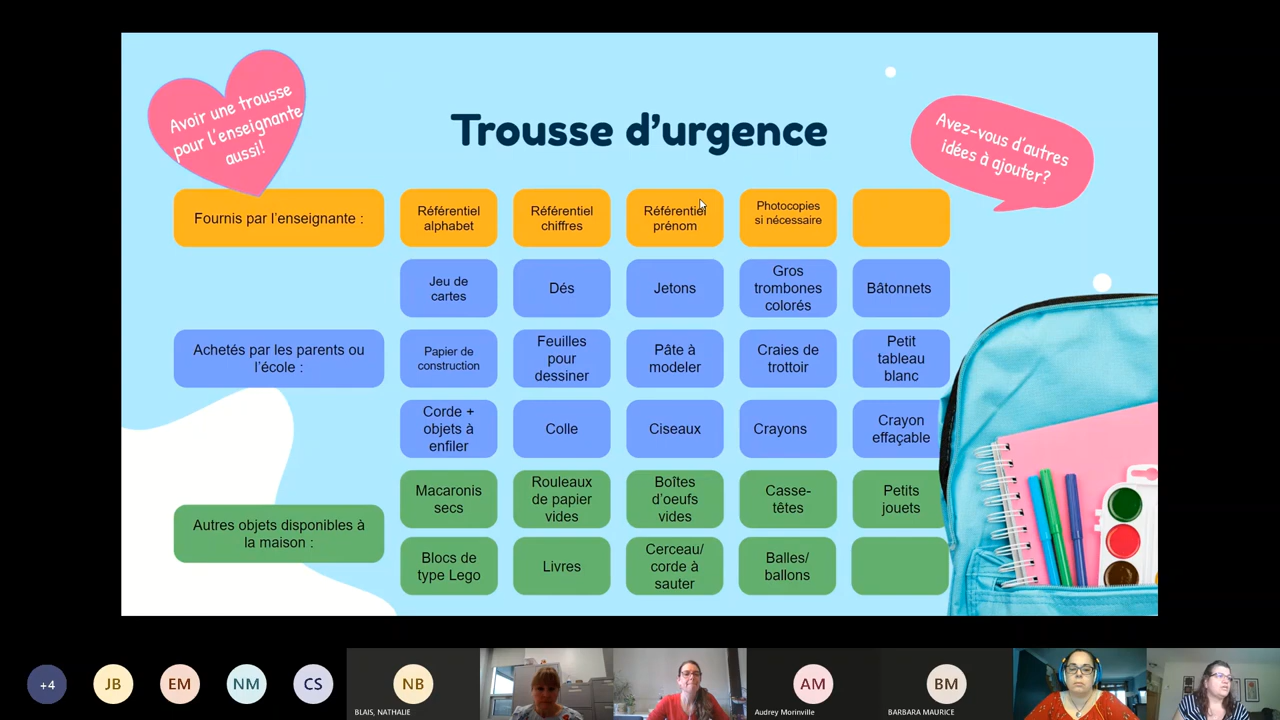 Avoir une trousse
pour l'enseignante
aussi!
Trousse d'urgence
Avez-vous d'autres
idées à ajouter?
Fournis par l'enseignante :
Référentiel
alphabet
Référentiel
chiffres
Référentiel
prénom
Photocopies
si nécessaire
Jeu de
cartes
Dés
Jetons
Gros
trombones
colorés
Bâtonnets
Achetés par les parents ou
l'école :
Papier de
construction
Feuilles
pour
dessiner
Pâte à
modeler
Craies de
trottoir
Petit
tableau
blanc
Corde +
objets à
enfiler
Colle
Ciseaux
Crayons
Crayon
effaçable
Autres objets disponibles à
la maison :
Macaronis
secs
Rouleaux
de papier
vides
Boîtes
d'oeufs
vides
Casse-
têtes
Petits
jouets
Blocs de
type Lego
Livres
Cerceau/
corde à
sauter
Balles/
ballons
+4
JB
EM
NM
CS
NB
BLAIS, NATHALIE
AM
Audrey Morinville
BM
BARBARA MAURICE